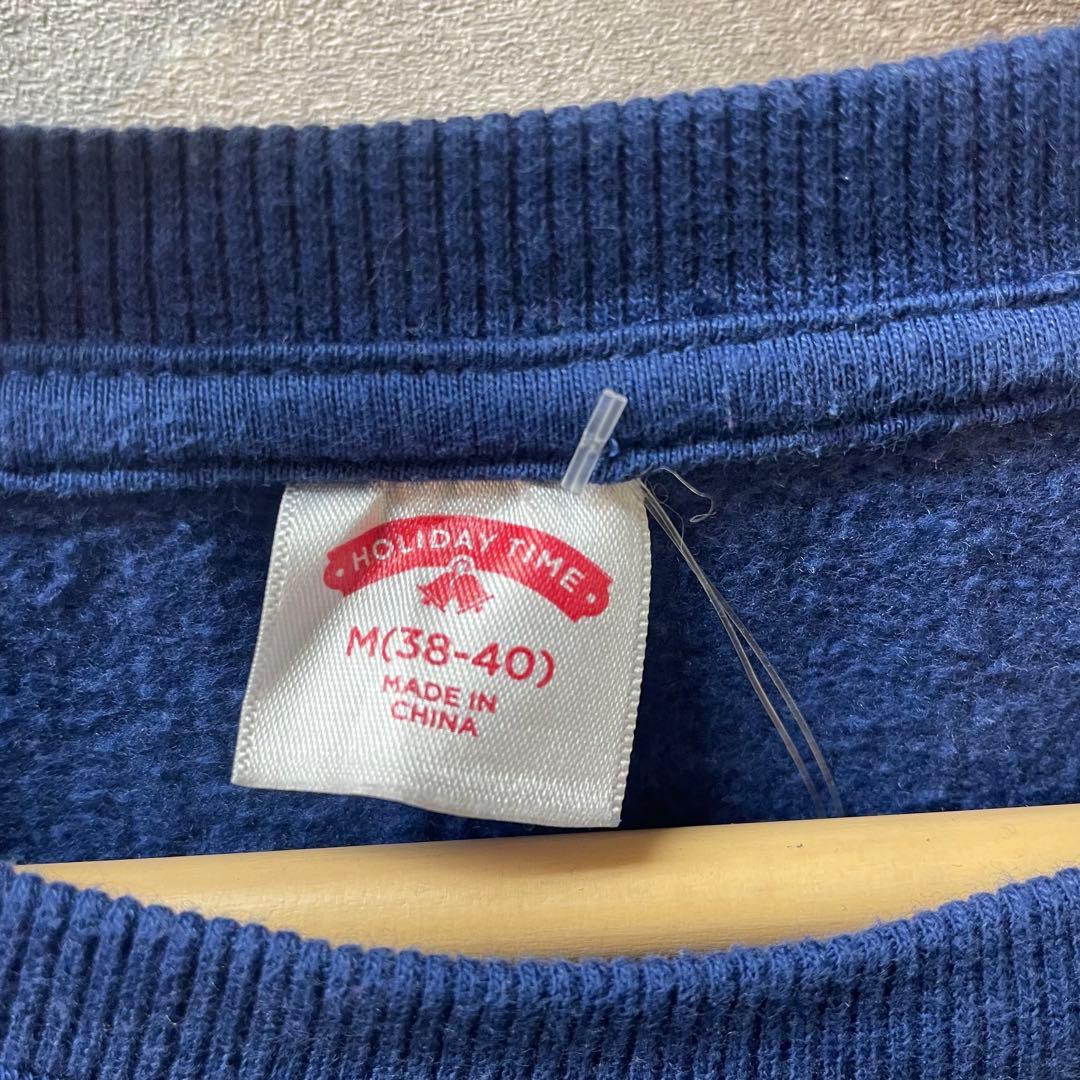 HOLIDAY TIME
M(38-40)
MADE IN
CHINA